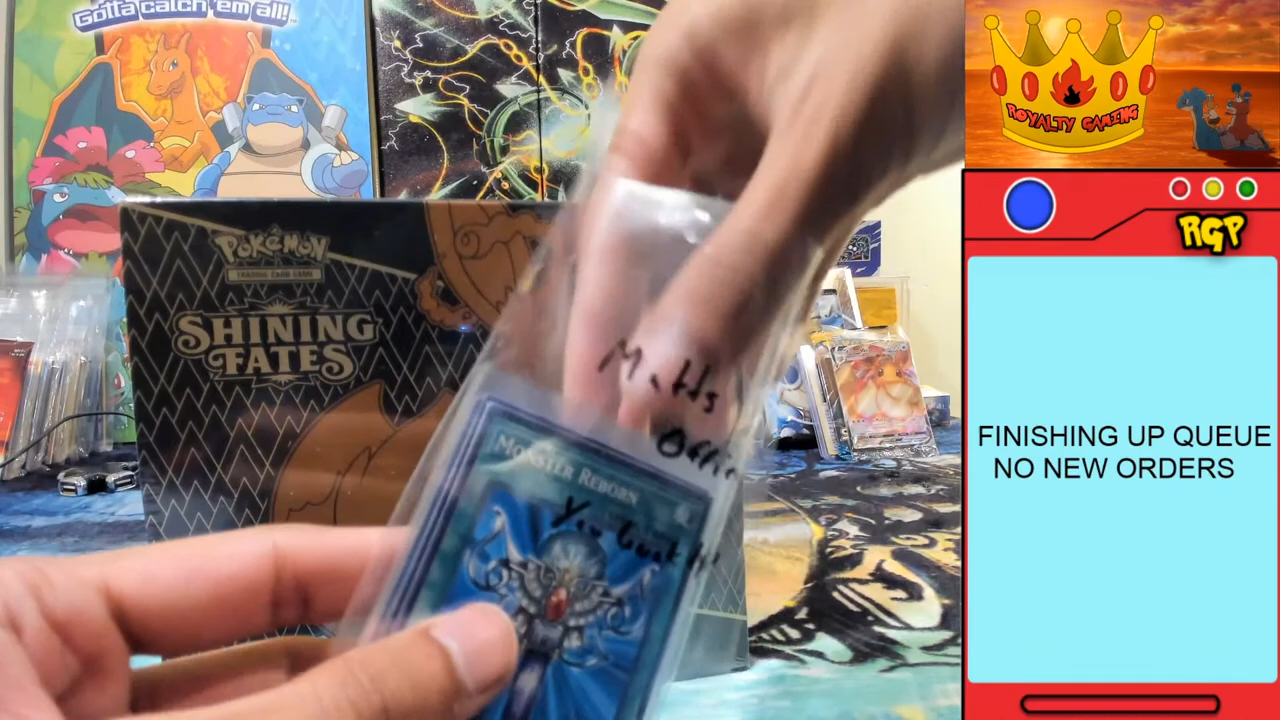 Gotta catch 'em all!
POKéMON
TRADING CARD GAME
SHINING
FATES
MONSTER REBORN
ROYALTY GAMING
RGP
FINISHING UP QUEUE
NO NEW ORDERS